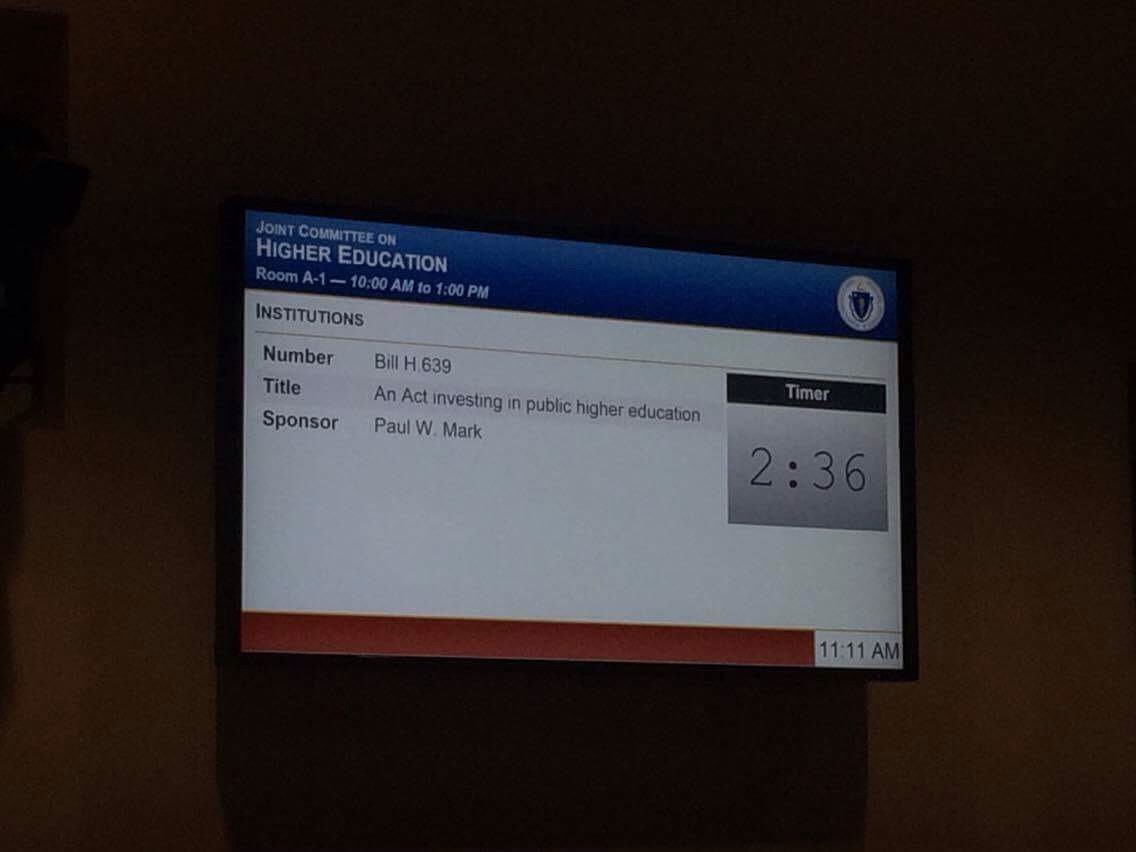 JOINT COMMITTEE ON
HIGHER EDUCATION
Room A-1 — 10:00 AM to 1:00 PM
INSTITUTIONS
Number Bill H.639
Title An Act investing in public higher education
Sponsor Paul W. Mark
Timer
2:36
11:11 AM